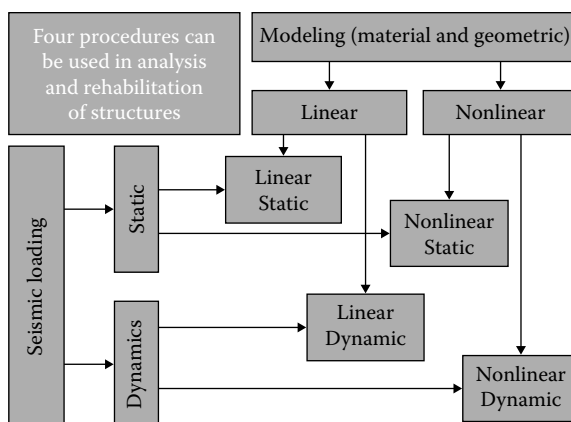 Four procedures can
be used in analysis
and rehabilitation
of structures
Modeling (material and geometric)
Linear
Nonlinear
Seismic loading
Static
Linear
Static
Nonlinear
Static
Dynamics
Linear
Dynamic
Nonlinear
Dynamic